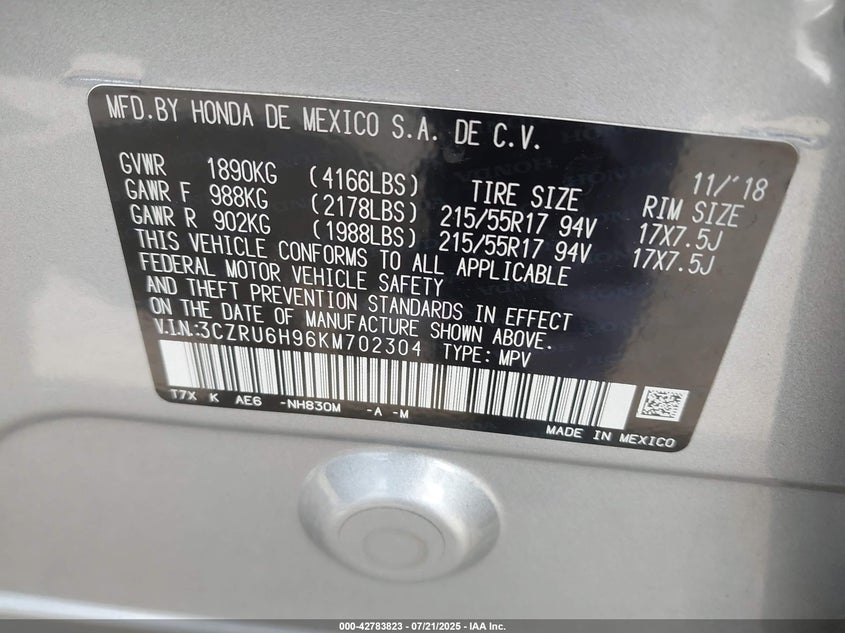 MFD.BY HONDA DE MEXICO S.A. DE C.V.
11/'18
GVWR 1890KG (4166LBS) TIRE SIZE RIM SIZE
GAWR F 988KG (2178LBS) 215/55R17 94V 17X7.5J
GAWR R 902KG (1988LBS) 215/55R17 94V 17X7.5J
THIS VEHICLE CONFORMS TO ALL APPLICABLE
FEDERAL MOTOR VEHICLE SAFETY
AND THEFT PREVENTION STANDARDS IN EFFECT
ON THE DATE OF MANUFACTURE SHOWN ABOVE.
V.I.N.:3CZRU6H96KM702304 TYPE: MPV
T7X K AE6 -NH830M -A -M
MADE IN MEXICO
000-42783823 - 07/21/2025 - IAA Inc.